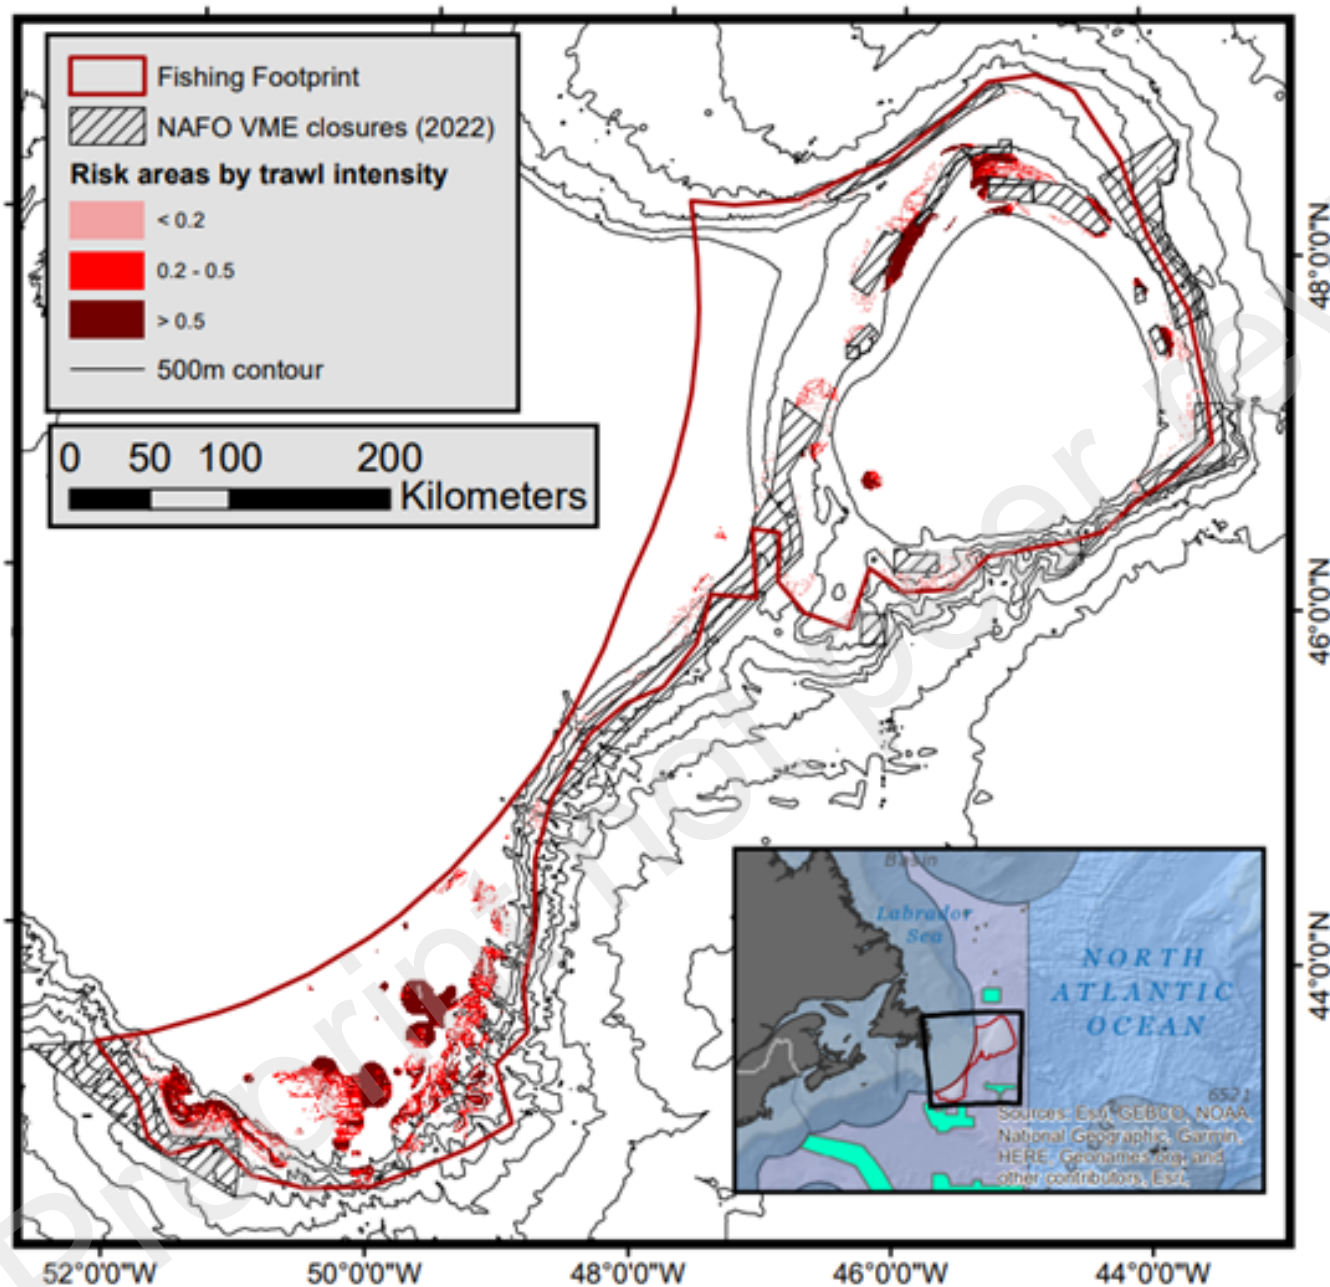 Fishing Footprint
NAFO VME closures (2022)
Risk areas by trawl intensity
< 0.2
0.2 - 0.5
> 0.5
500m contour
0 50 100 200
Kilometers
48°0'0"N
46°0'0"N
44°0'0"N
Basin
Labrador
Sea
NORTH
ATLANTIC
OCEAN
6521
Sources: Esri, GEBCO, NOAA,
National Geographic, Garmin,
HERE, Geonames.org, and
other contributors, Esri,
52°0'0"W 50°0'0"W 48°0'0"W 46°0'0"W 44°0'0"W
Preprint not peer rev